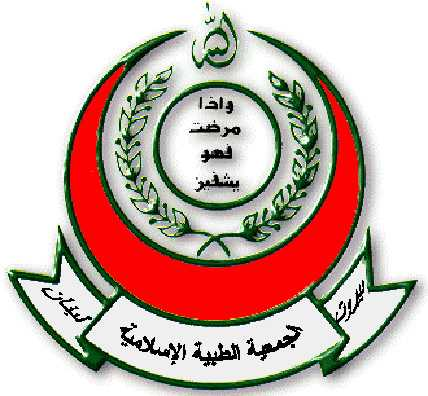 الله
واذا
مرضت
فهو
يشفين
الجمعية الطبية الإسلامية
لبنان